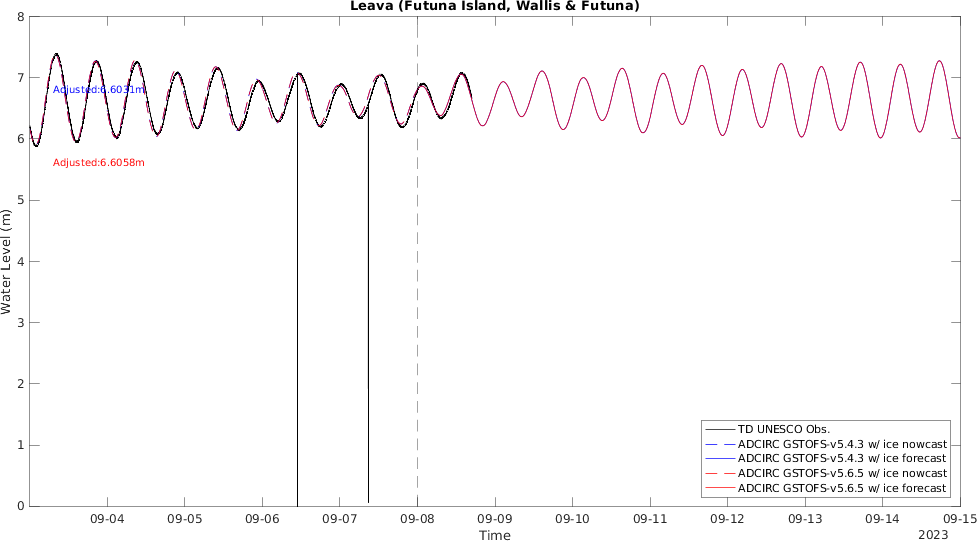 Leava (Futuna Island, Wallis & Futuna)
8
7
6
5
4
3
2
1
0
Water Level (m)
Adjusted:6.6031m
Adjusted:6.6058m
TD UNESCO Obs.
ADCIRC GSTOFS-v5.4.3 w/ ice nowcast
ADCIRC GSTOFS-v5.4.3 w/ ice forecast
ADCIRC GSTOFS-v5.6.5 w/ ice nowcast
ADCIRC GSTOFS-v5.6.5 w/ ice forecast
09-04 09-05 09-06 09-07 09-08 09-09 09-10 09-11 09-12 09-13 09-14 09-15
Time
2023